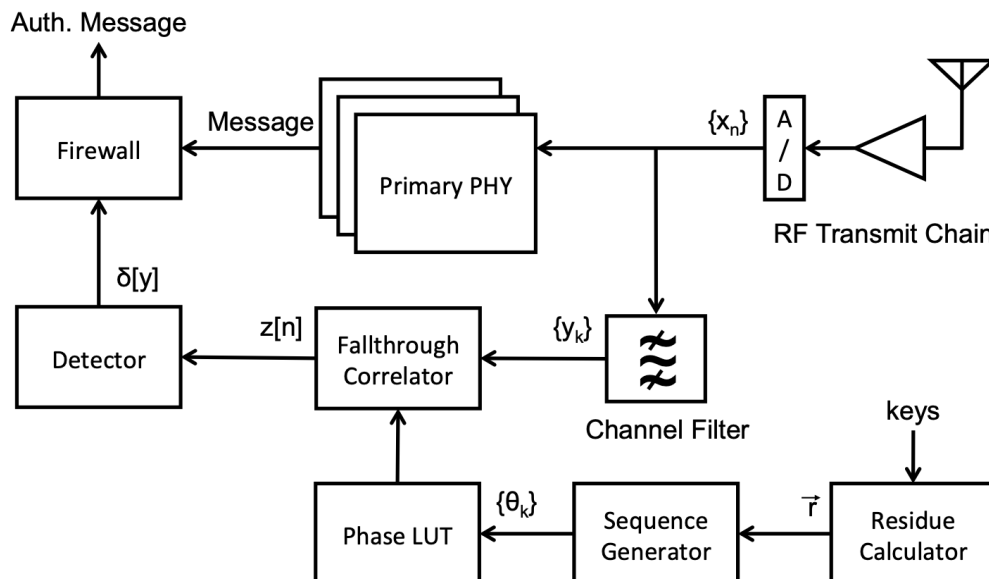 Auth. Message
Firewall
Message
Primary PHY
{xₙ}
A
/
D
RF Transmit Chain
δ[y]
Detector
z[n]
Fallthrough
Correlator
{yₖ}
Channel Filter
keys
Phase LUT
{θₖ}
Sequence
Generator
r⃗
Residue
Calculator